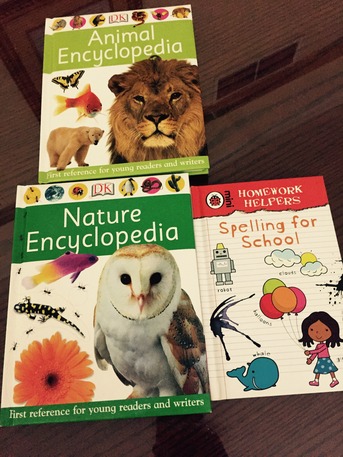 DK
Animal
Encyclopedia
First reference for young readers and writers
DK
Nature
Encyclopedia
First reference for young readers and writers
mini
HOMEWORK
HELPERS
Spelling for
School
clouds
robot
balloons
whale